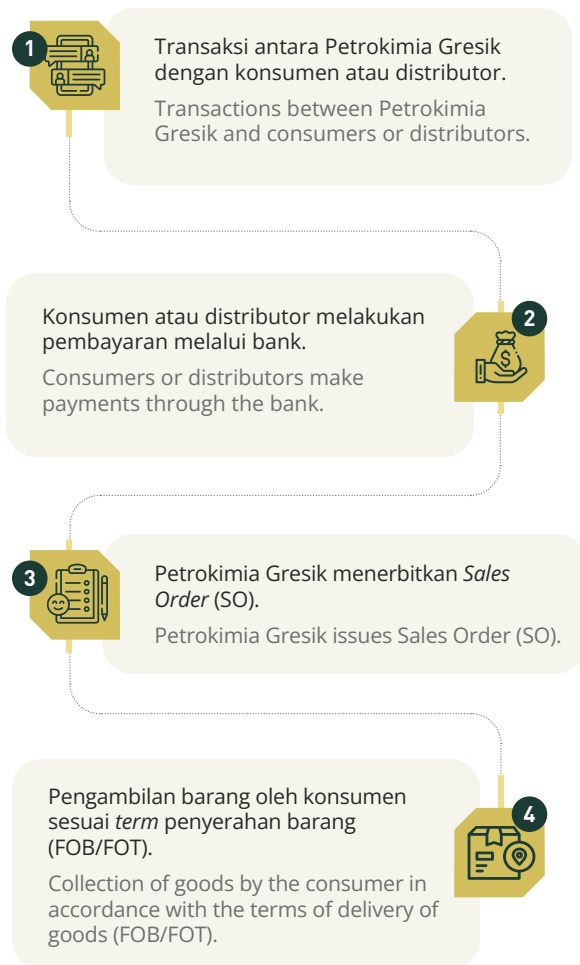 1
Transaksi antara Petrokimia Gresik
dengan konsumen atau distributor.
Transactions between Petrokimia
Gresik and consumers or distributors.
2
Konsumen atau distributor melakukan
pembayaran melalui bank.
Consumers or distributors make
payments through the bank.
3
Petrokimia Gresik menerbitkan Sales
Order (SO).
Petrokimia Gresik issues Sales Order (SO).
4
Pengambilan barang oleh konsumen
sesuai term penyerahan barang
(FOB/FOT).
Collection of goods by the consumer in
accordance with the terms of delivery of
goods (FOB/FOT).